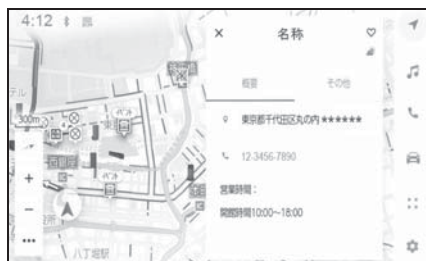 4:12
名称
概要
その他
東京都千代田区丸の内 ******
12-3456-7890
営業時間：
開館時間10:00～18:00
300m
八丁堀駅